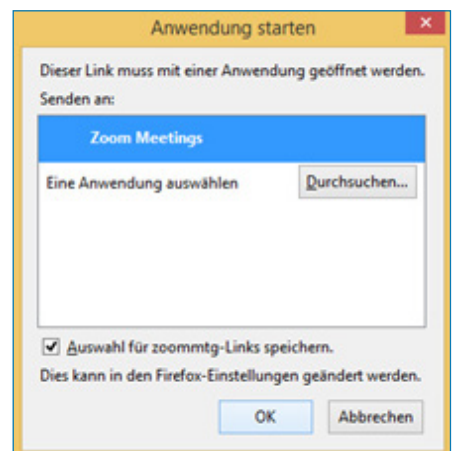 Anwendung starten
Dieser Link muss mit einer Anwendung geöffnet werden.
Senden an:
Zoom Meetings
Eine Anwendung auswählen
Durchsuchen...
Auswahl für zoommtg-Links speichern.
Dies kann in den Firefox-Einstellungen geändert werden.
OK
Abbrechen